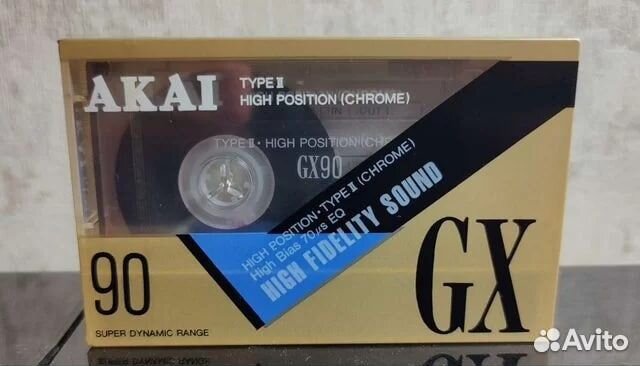 AKAI
TYPE II
HIGH POSITION (CHROME)
TYPE II · HIGH POSITION (CH
GX90
HIGH POSITION · TYPE II (CHROME)
High Bias 70μs EQ
HIGH FIDELITY SOUND
90
SUPER DYNAMIC RANGE
GX
Avito